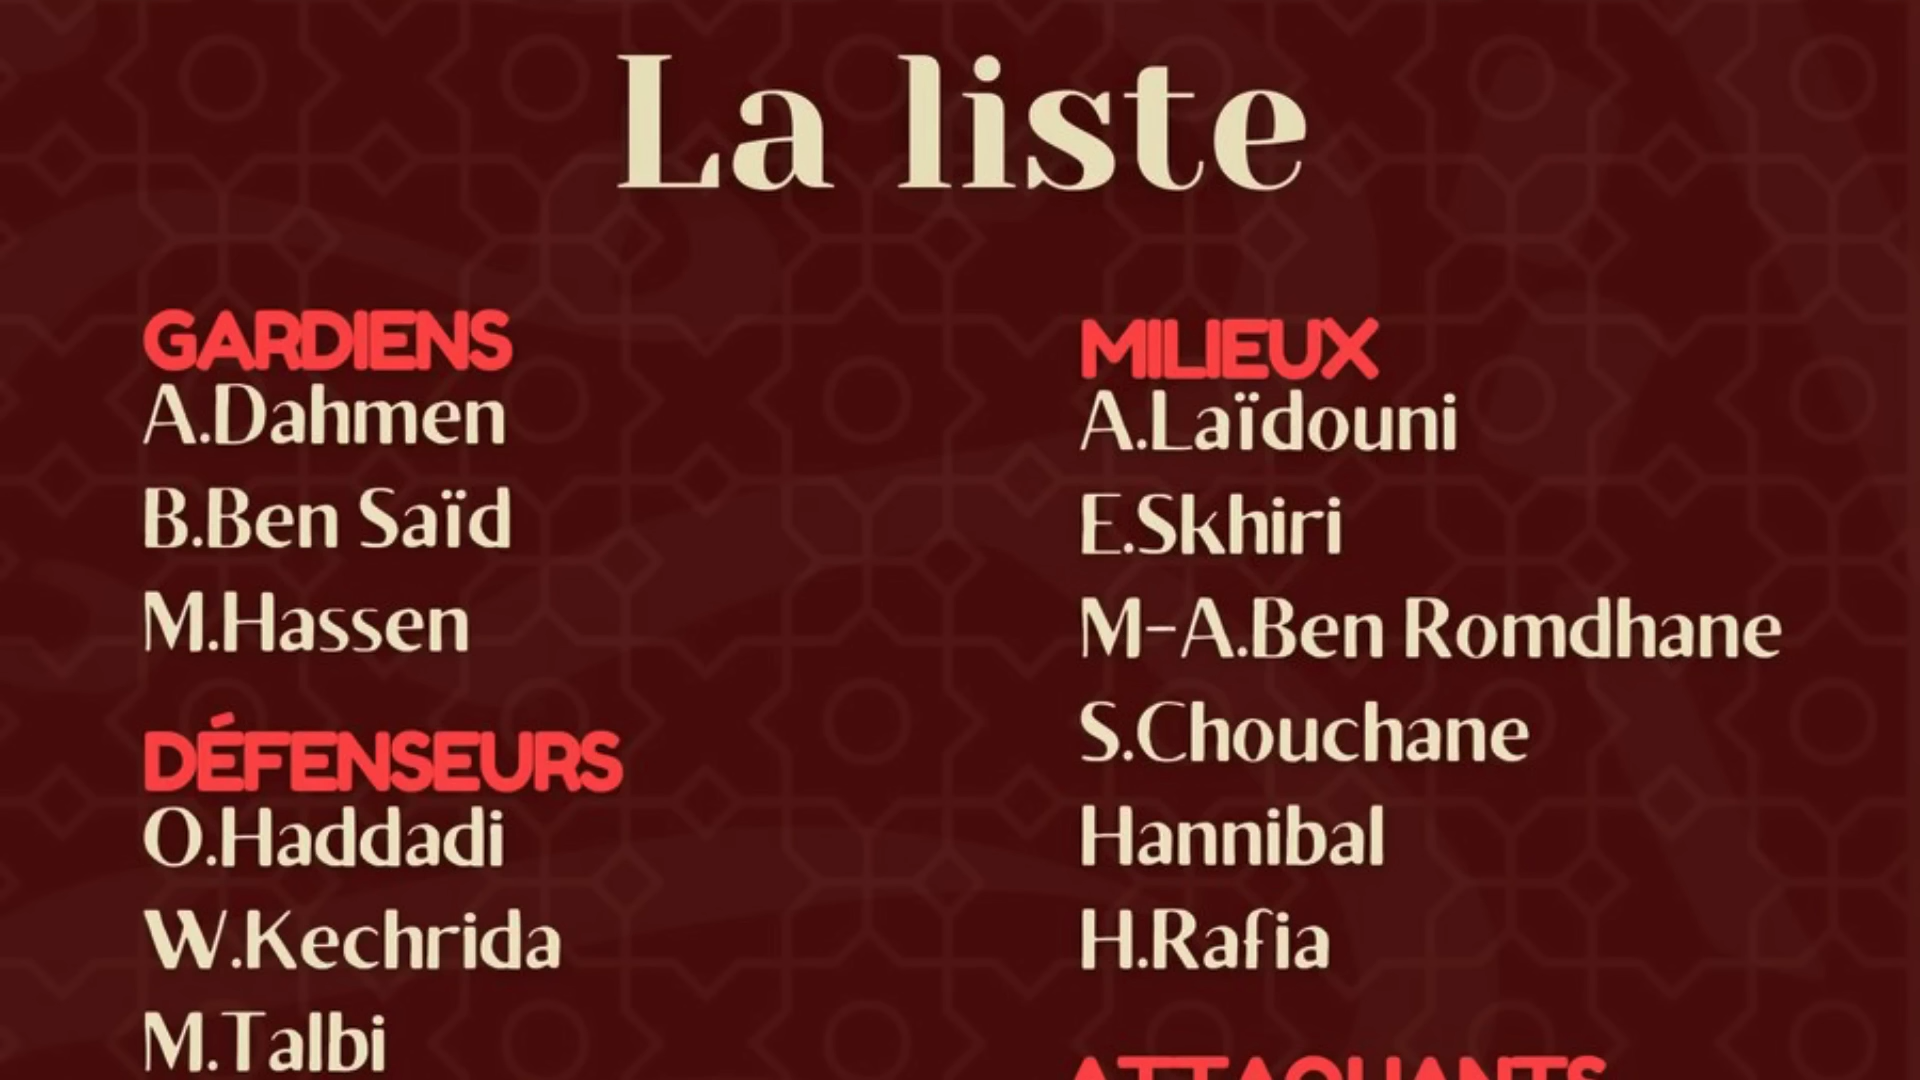 La liste
GARDIENS
A.Dahmen
B.Ben Saïd
M.Hassen
DÉFENSEURS
O.Haddadi
W.Kechrida
M.Talbi
MILIEUX
A.Laïdouni
E.Skhiri
M-A.Ben Romdhane
S.Chouchane
Hannibal
H.Rafia
ATTAQUANTS